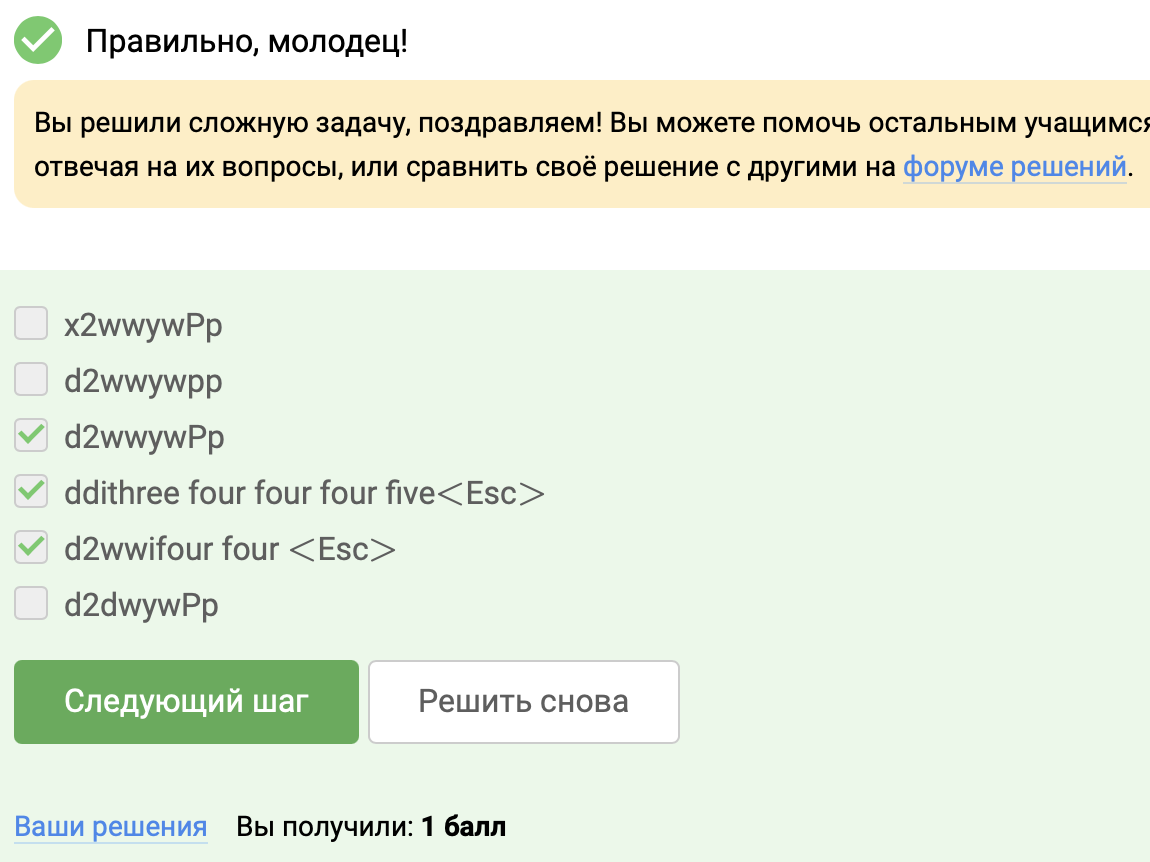 Правильно, молодец!
Вы решили сложную задачу, поздравляем! Вы можете помочь остальным учащимся
отвечая на их вопросы, или сравнить своё решение с другими на форуме решений.
x2wwywPp
d2wwywpp
d2wwywPp
ddithree four four four five<Esc>
d2wwifour four <Esc>
d2dwywPp
Следующий шаг
Решить снова
Ваши решения Вы получили: 1 балл